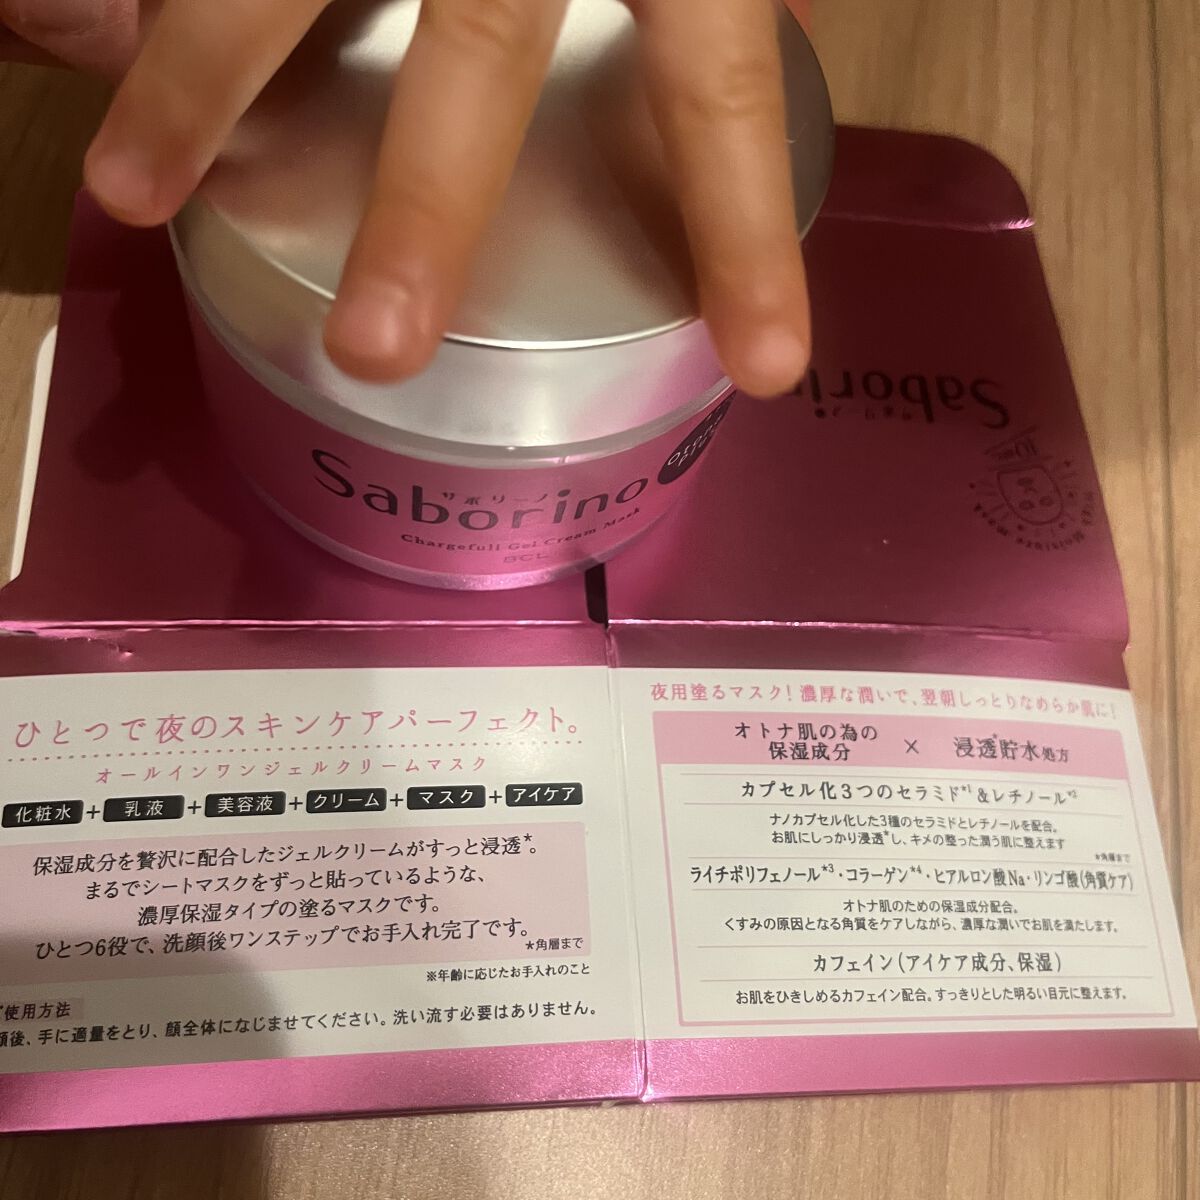 Saborino
サボリーノ
Otona
Plus
Chargefull Gel Cream Mask
BCL
Saborino
サボリーノ
ひとつで夜のスキンケアパーフェクト。
オールインワンジェルクリームマスク
化粧水+乳液+美容液+クリーム+マスク+アイケア
保湿成分を贅沢に配合したジェルクリームがすっと浸透*。
まるでシートマスクをずっと貼っているような、
濃厚保湿タイプの塗るマスクです。
ひとつ6役で、洗顔後ワンステップでお手入れ完了です。
*角層まで
※年齢に応じたお手入れのこと
使用方法
顔後、手に適量をとり、顔全体になじませてください。洗い流す必要はありません。
夜用塗るマスク!濃厚な潤いで、翌朝しっとりなめらか肌に!
オトナ肌の為の
保湿成分
×
浸透*貯水処方
カプセル化3つのセラミド*1&レチノール*2
ナノカプセル化した3種のセラミドとレチノールを配合。
お肌にしっかり浸透*し、キメの整った潤う肌に整えます
*角層まで
ライチポリフェノール*3・コラーゲン*4・ヒアルロン酸Na・リンゴ酸(角質ケア)
オトナ肌のための保湿成分配合。
くすみの原因となる角質をケアしながら、濃厚な潤いでお肌を満たします。
カフェイン(アイケア成分、保湿)
お肌をひきしめるカフェイン配合。すっきりとした明るい目元に整えます。